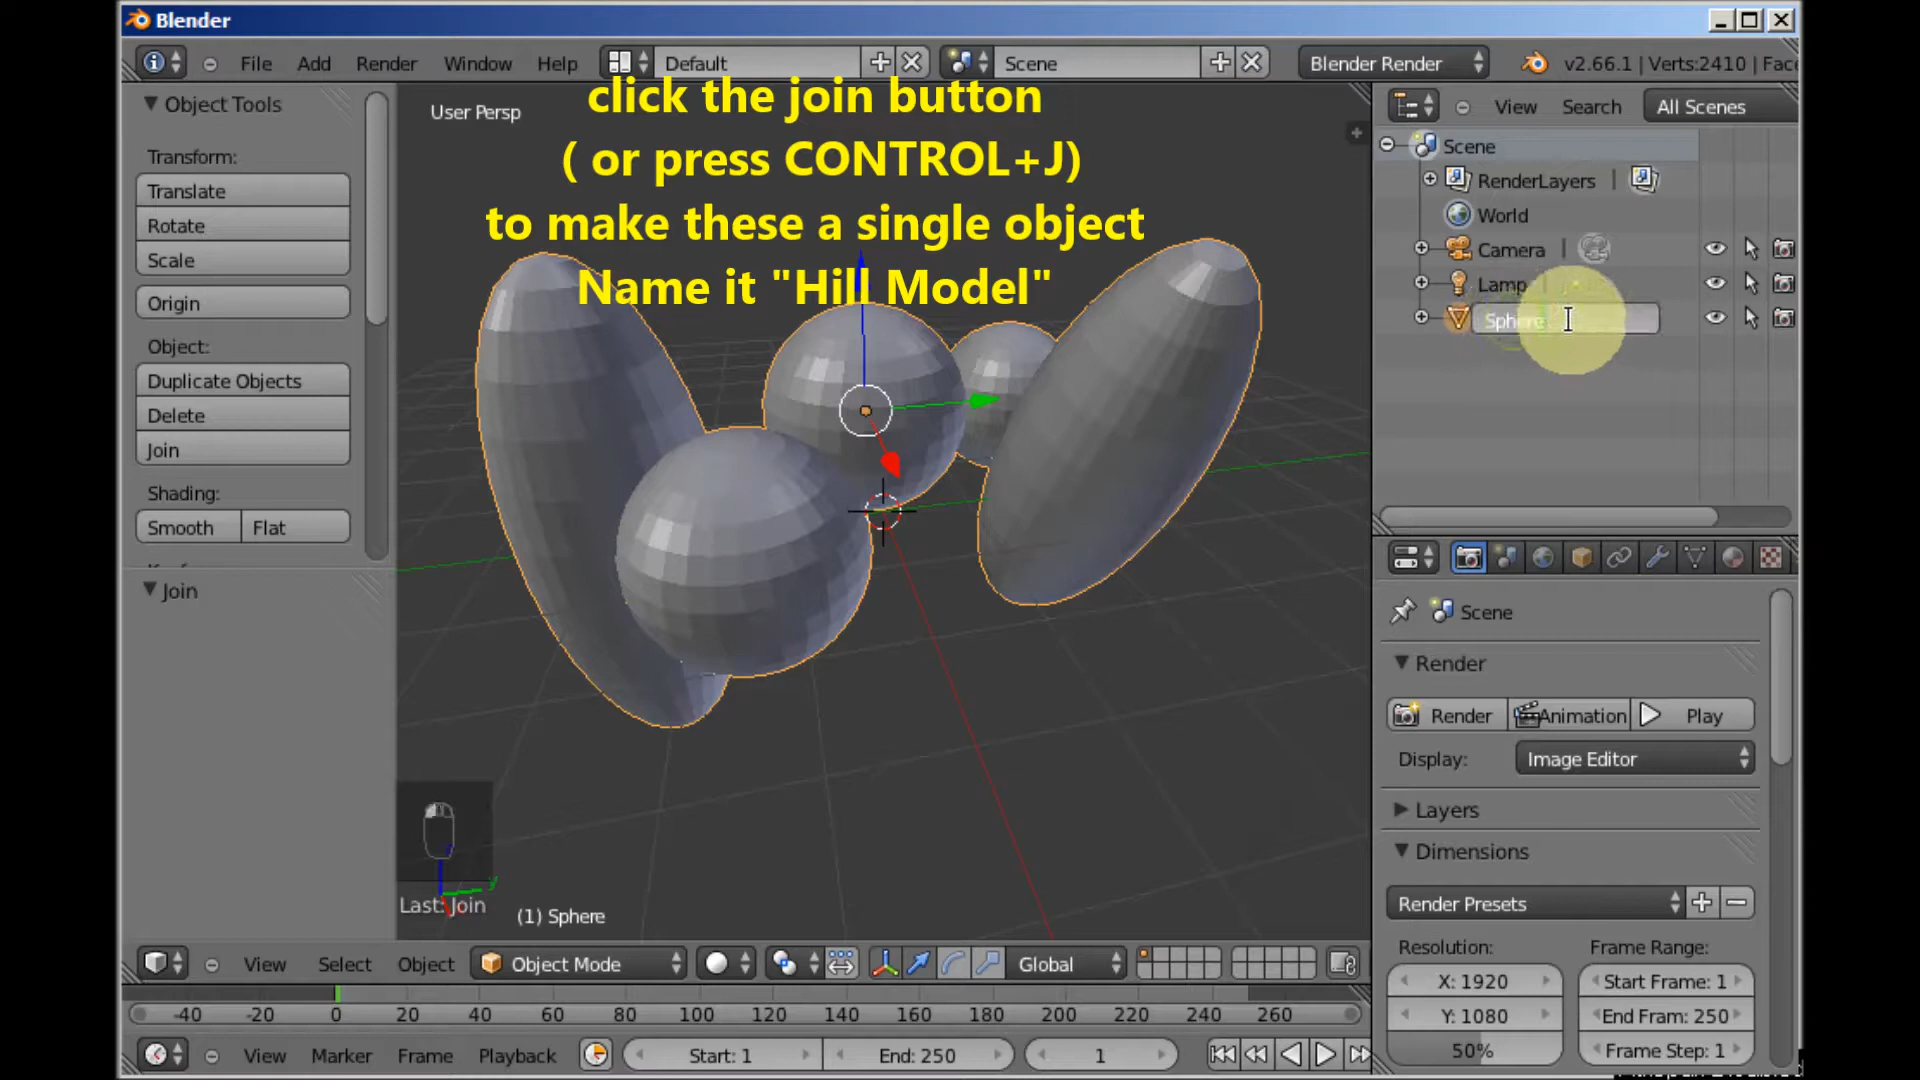 Blender
File Add Render Window Help Default Scene Blender Render v2.66.1 | Verts:2410 |
Object Tools
Transform:
Translate
Rotate
Scale
Origin
Object:
Duplicate Objects
Delete
Join
Shading:
Smooth Flat
Join
User Persp
click the join button
( or press CONTROL+J)
to make these a single object
Name it "Hill Model"
Last: Join
(1) Sphere
View Select Object Object Mode Global
-40 -20 0 20 40 60 80 100 120 140 160 180 200 220 240 260
View Marker Frame Playback Start: 1 End: 250 1
View Search All Scenes
Scene
RenderLayers |
World
Camera |
Lamp
Sphere
Scene
Render
Render Animation Play
Display: Image Editor
Layers
Dimensions
Render Presets
Resolution: Frame Range:
X: 1920 Start Frame: 1
Y: 1080 End Fram: 250
50% Frame Step: 1